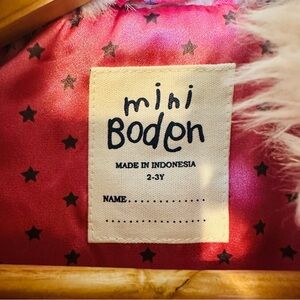 mini
Boden
MADE IN INDONESIA
2-3Y
NAME..............
....................